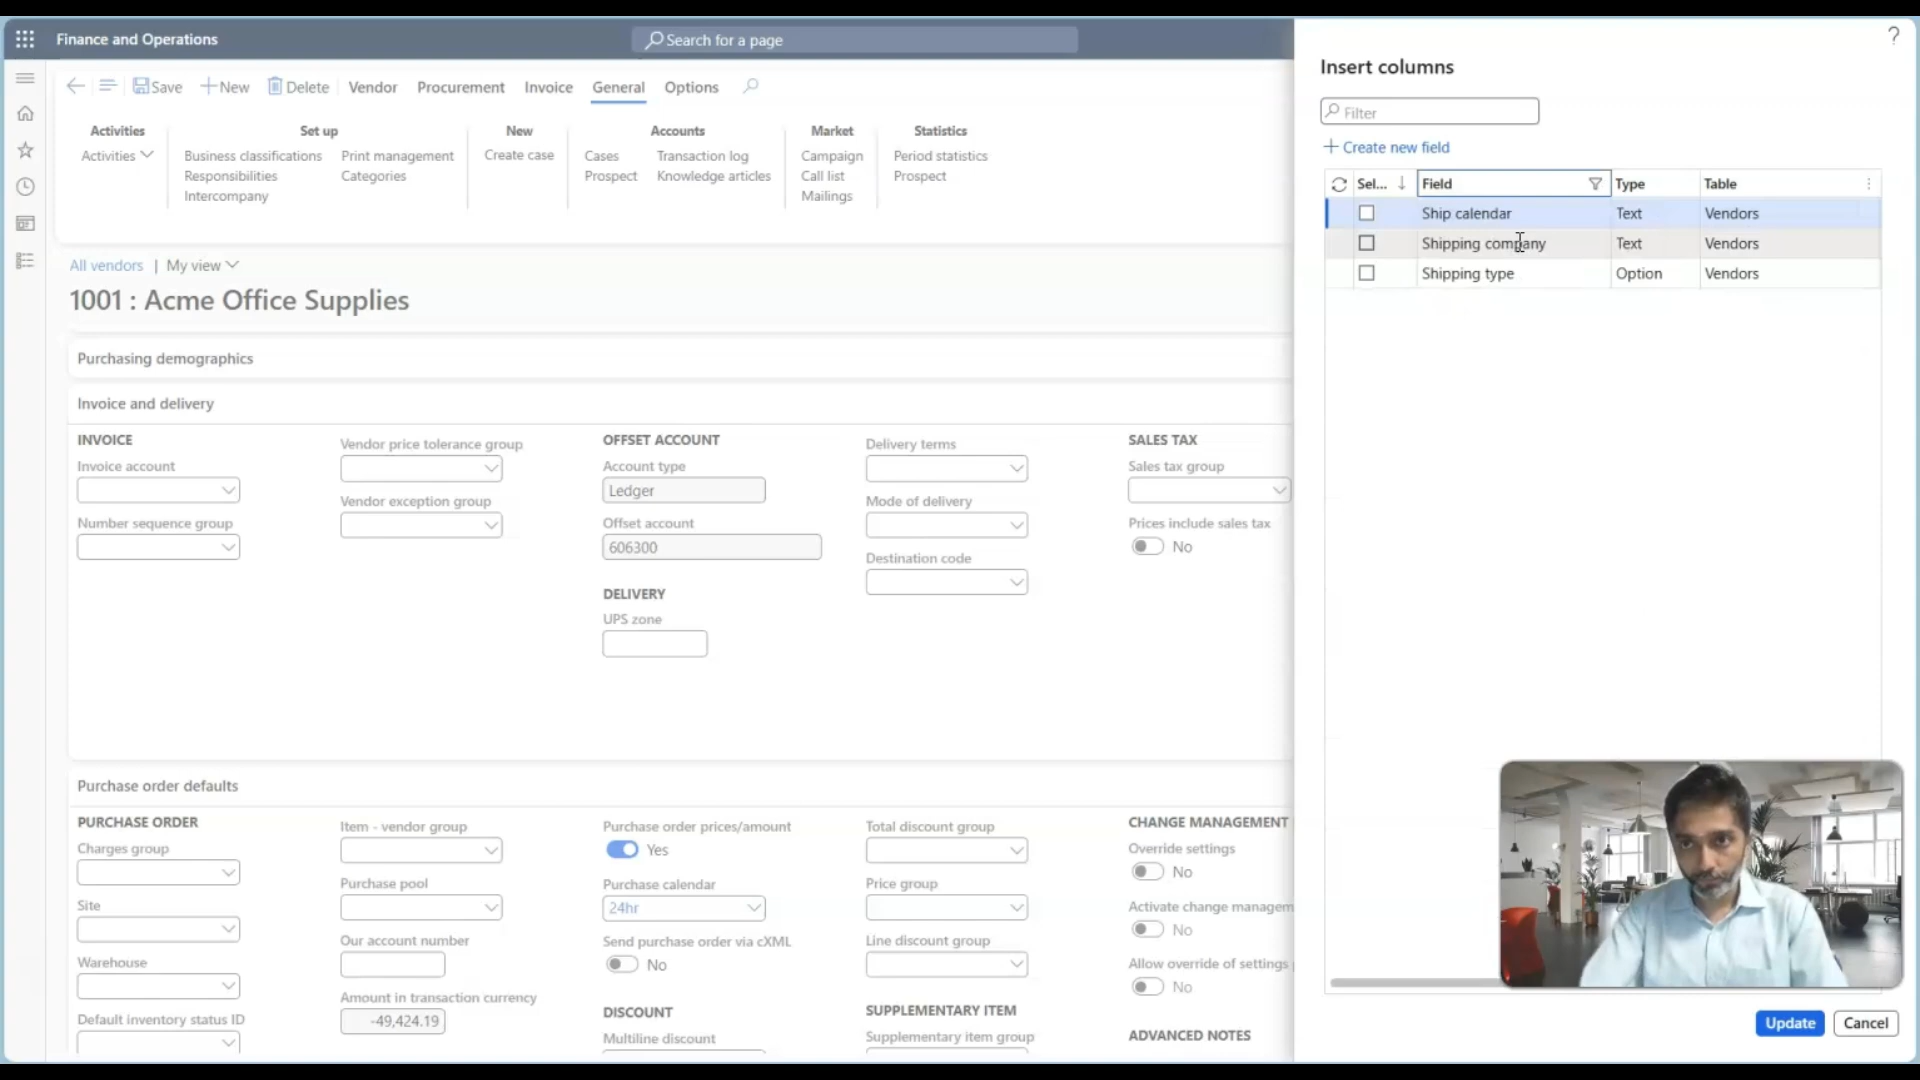 Finance and Operations
Search for a page
?
Save
New
Delete
Vendor
Procurement
Invoice
General
Options
Activities
Set up
New
Accounts
Market
Statistics
Activities
Business classifications
Print management
Create case
Cases
Transaction log
Campaign
Period statistics
Responsibilities
Categories
Prospect
Knowledge articles
Call list
Prospect
Intercompany
Mailings
All vendors | My view
1001 : Acme Office Supplies
Purchasing demographics
Invoice and delivery
INVOICE
Invoice account
Number sequence group
Vendor price tolerance group
Vendor exception group
OFFSET ACCOUNT
Account type
Ledger
Offset account
606300
DELIVERY
UPS zone
Delivery terms
Mode of delivery
Destination code
SALES TAX
Sales tax group
Prices include sales tax
No
Purchase order defaults
PURCHASE ORDER
Charges group
Site
Warehouse
Default inventory status ID
Item - vendor group
Purchase pool
Our account number
Amount in transaction currency
-49,424.19
Purchase order prices/amount
Yes
Purchase calendar
24hr
Send purchase order via cXML
No
DISCOUNT
Multiline discount
Total discount group
Price group
Line discount group
SUPPLEMENTARY ITEM
Supplementary item group
CHANGE MANAGEMENT
Override settings
No
Activate change managem
No
Allow override of settings
No
ADVANCED NOTES
Insert columns
Filter
Create new field
Sel...
Field
Type
Table
Ship calendar
Text
Vendors
Shipping company
Text
Vendors
Shipping type
Option
Vendors
Update
Cancel